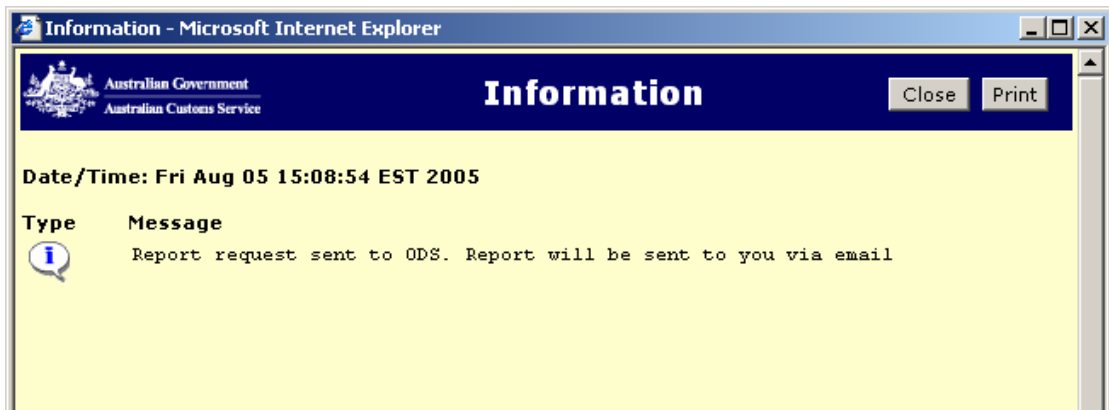 Information - Microsoft Internet Explorer
Australian Government
Australian Customs Service
Information
Close Print
Date/Time: Fri Aug 05 15:08:54 EST 2005
Type Message
i Report request sent to ODS. Report will be sent to you via email